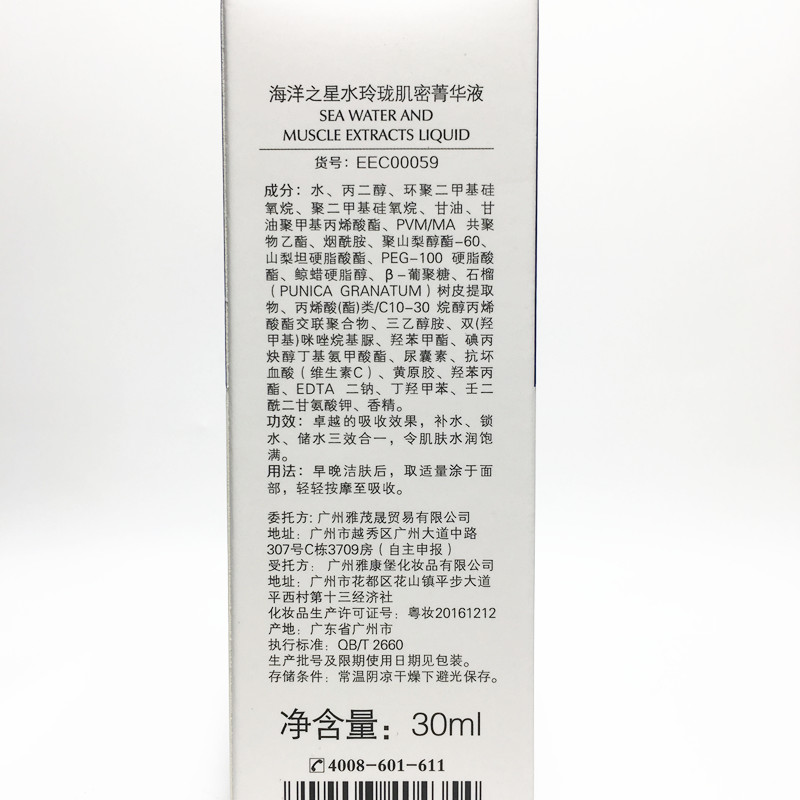 海洋之星水玲珑肌密菁华液
SEA WATER AND
MUSCLE EXTRACTS LIQUID
货号：EEC00059
成分：水、丙二醇、环聚二甲基硅
氧烷、聚二甲基硅氧烷、甘油、甘
油聚甲基丙烯酸酯、PVM/MA 共聚
物乙酯、烟酰胺、聚山梨醇酯-60、
山梨坦硬脂酸酯、PEG-100 硬脂酸
酯、鲸蜡硬脂醇、β-葡聚糖、石榴
（PUNICA GRANATUM）树皮提取
物、丙烯酸(酯)类/C10-30 烷醇丙烯
酸酯交联聚合物、三乙醇胺、双(羟
甲基)咪唑烷基脲、羟苯甲酯、碘丙
炔醇丁基氨甲酸酯、尿囊素、抗坏
血酸（维生素C）、黄原胶、羟苯丙
酯、EDTA 二钠、丁羟甲苯、壬二
酰二甘氨酸钾、香精。
功效：卓越的吸收效果，补水、锁
水、储水三效合一，令肌肤水润饱
满。
用法：早晚洁肤后，取适量涂于面
部，轻轻按摩至吸收。
委托方：广州雅茂晟贸易有限公司
地址：广州市越秀区广州大道中路
307号C栋3709房（自主申报）
受托方：广州雅康堡化妆品有限公司
地址：广州市花都区花山镇平步大道
平西村第十三经济社
化妆品生产许可证号：粤妆20161212
产地：广东省广州市
执行标准：QB/T 2660
生产批号及限期使用日期见包装。
存储条件：常温阴凉干燥下避光保存。
净含量：30ml
4008-601-611